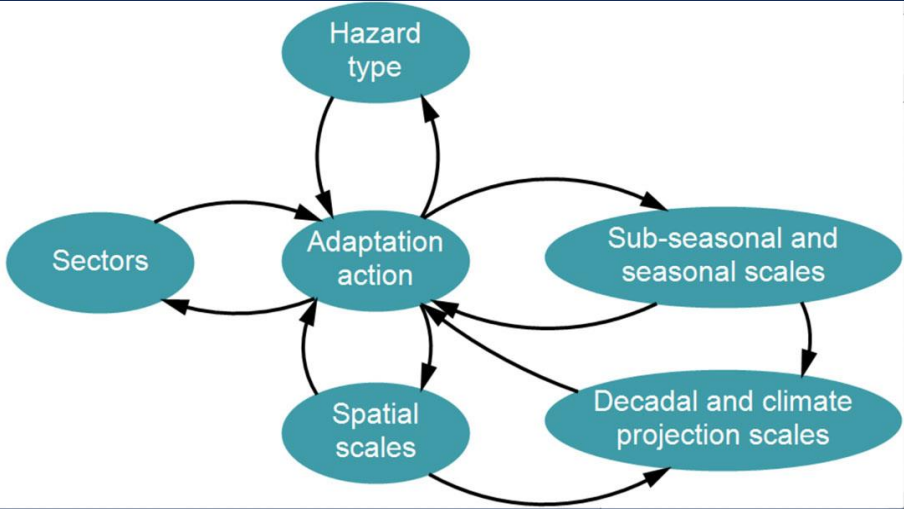 Hazard
type
Sectors
Adaptation
action
Sub-seasonal and
seasonal scales
Spatial
scales
Decadal and climate
projection scales